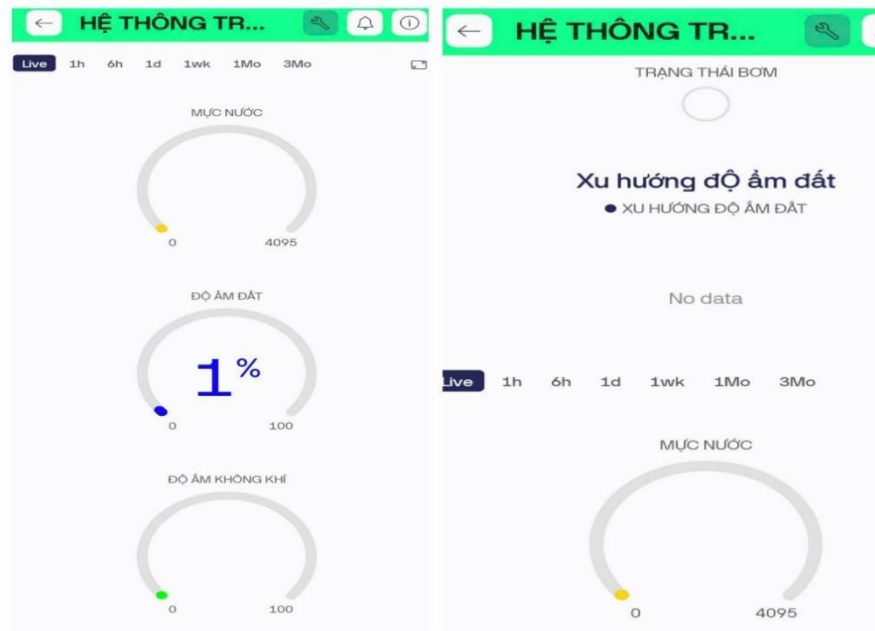 HỆ THỐNG TR...
Live 1h 6h 1d 1wk 1Mo 3Mo
MỰC NƯỚC
0 4095
ĐỘ ẨM ĐẤT
1%
0 100
ĐỘ ẨM KHÔNG KHÍ
0 100
HỆ THỐNG TR...
TRẠNG THÁI BƠM
Xu hướng độ ẩm đất
XU HƯỚNG ĐỘ ẨM ĐẤT
No data
Live 1h 6h 1d 1wk 1Mo 3Mo
MỰC NƯỚC
0 4095